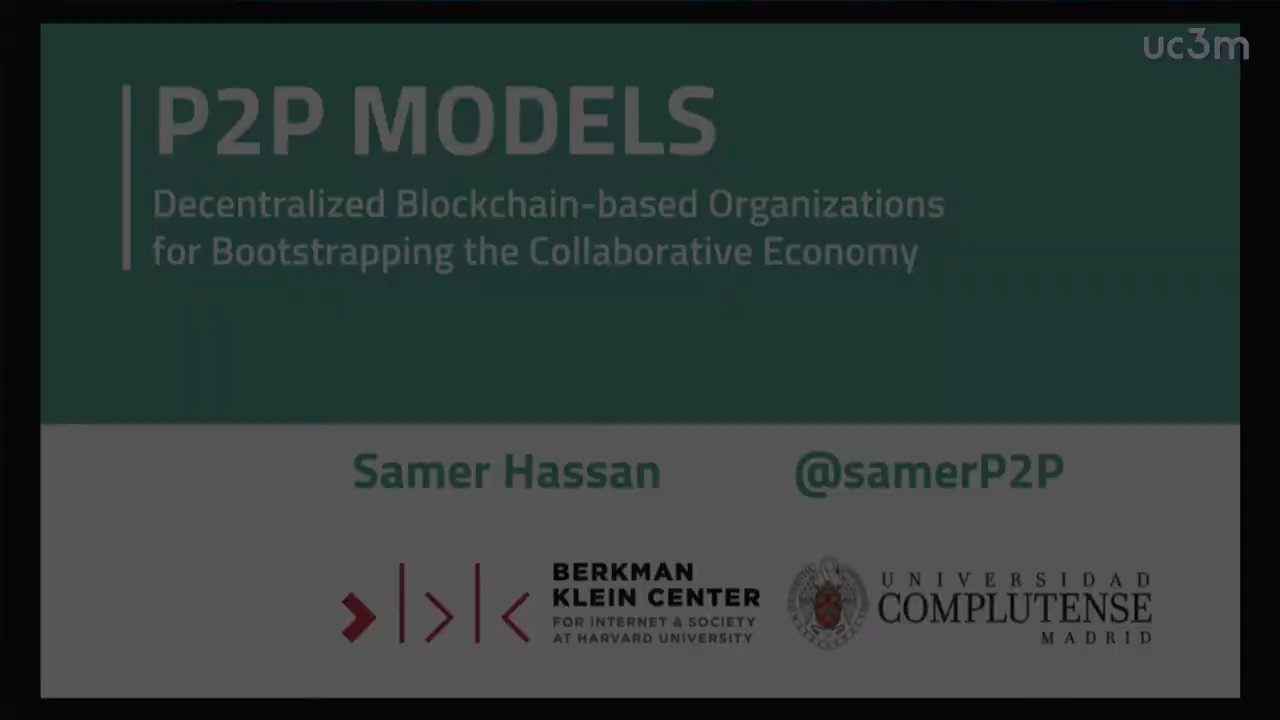 uc3m
P2P MODELS
Decentralized Blockchain-based Organizations
for Bootstrapping the Collaborative Economy
Samer Hassan
@samerP2P
BERKMAN
KLEIN CENTER
FOR INTERNET & SOCIETY
AT HARVARD UNIVERSITY
UNIVERSIDAD
COMPLUTENSE
MADRID